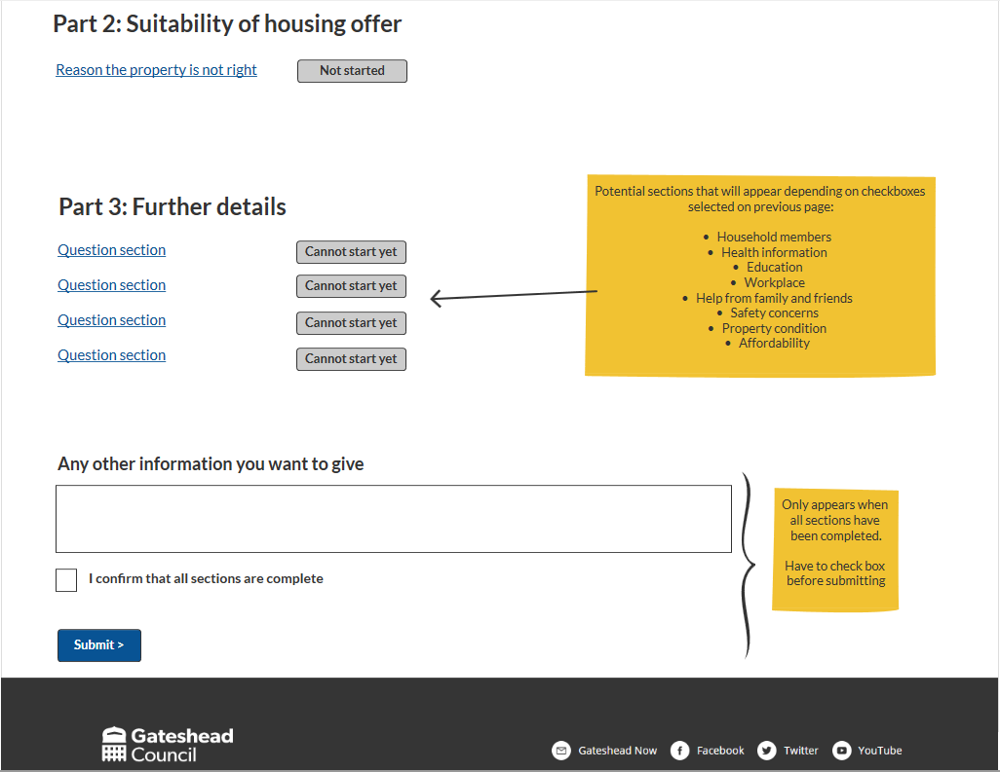 Part 2: Suitability of housing offer
Reason the property is not right
Not started
Part 3: Further details
Question section
Cannot start yet
Question section
Cannot start yet
Question section
Cannot start yet
Question section
Cannot start yet
Potential sections that will appear depending on checkboxes
selected on previous page:
• Household members
• Health information
• Education
• Workplace
• Help from family and friends
• Safety concerns
• Property condition
• Affordability
Any other information you want to give
I confirm that all sections are complete
Submit >
Only appears when
all sections have
been completed.
Have to check box
before submitting
Gateshead
Council
Gateshead Now
Facebook
Twitter
YouTube